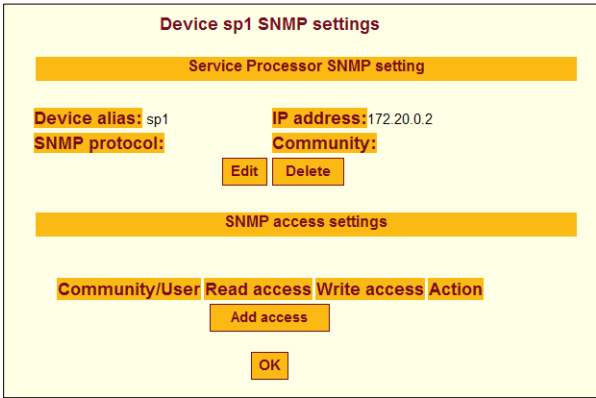 Device sp1 SNMP settings
Service Processor SNMP setting
Device alias: sp1 IP address:172.20.0.2
SNMP protocol: Community:
Edit Delete
SNMP access settings
Community/User Read access Write access Action
Add access
OK